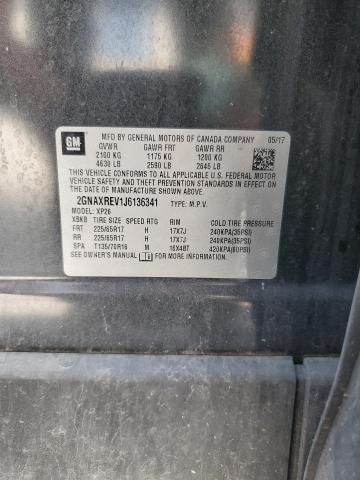 GM
MFD BY GENERAL MOTORS OF CANADA COMPANY 05/17
GVWR GAWR FRT GAWR RR
2100 KG 1175 KG 1200 KG
4630 LB 2590 LB 2645 LB
THIS VEHICLE CONFORMS TO ALL APPLICABLE U.S. FEDERAL MOTOR
VEHICLE SAFETY AND THEFT PREVENTION STANDARDS IN EFFECT ON THE
DATE OF MANUFACTURE SHOWN ABOVE.
2GNAXREV1J6136341 TYPE: M.P.V.
MODEL: XP26
XBKB TIRE SIZE SPEED RTG RIM
FRT 225/65R17 H 17X7J 240KPA(35PSI)
RR 225/65R17 H 17X7J 240KPA(35PSI)
SPA T135/70R16 M 16X4BT 420KPA(60PSI)
SEE OWNER'S MANUAL FOR MORE INFORMATION.